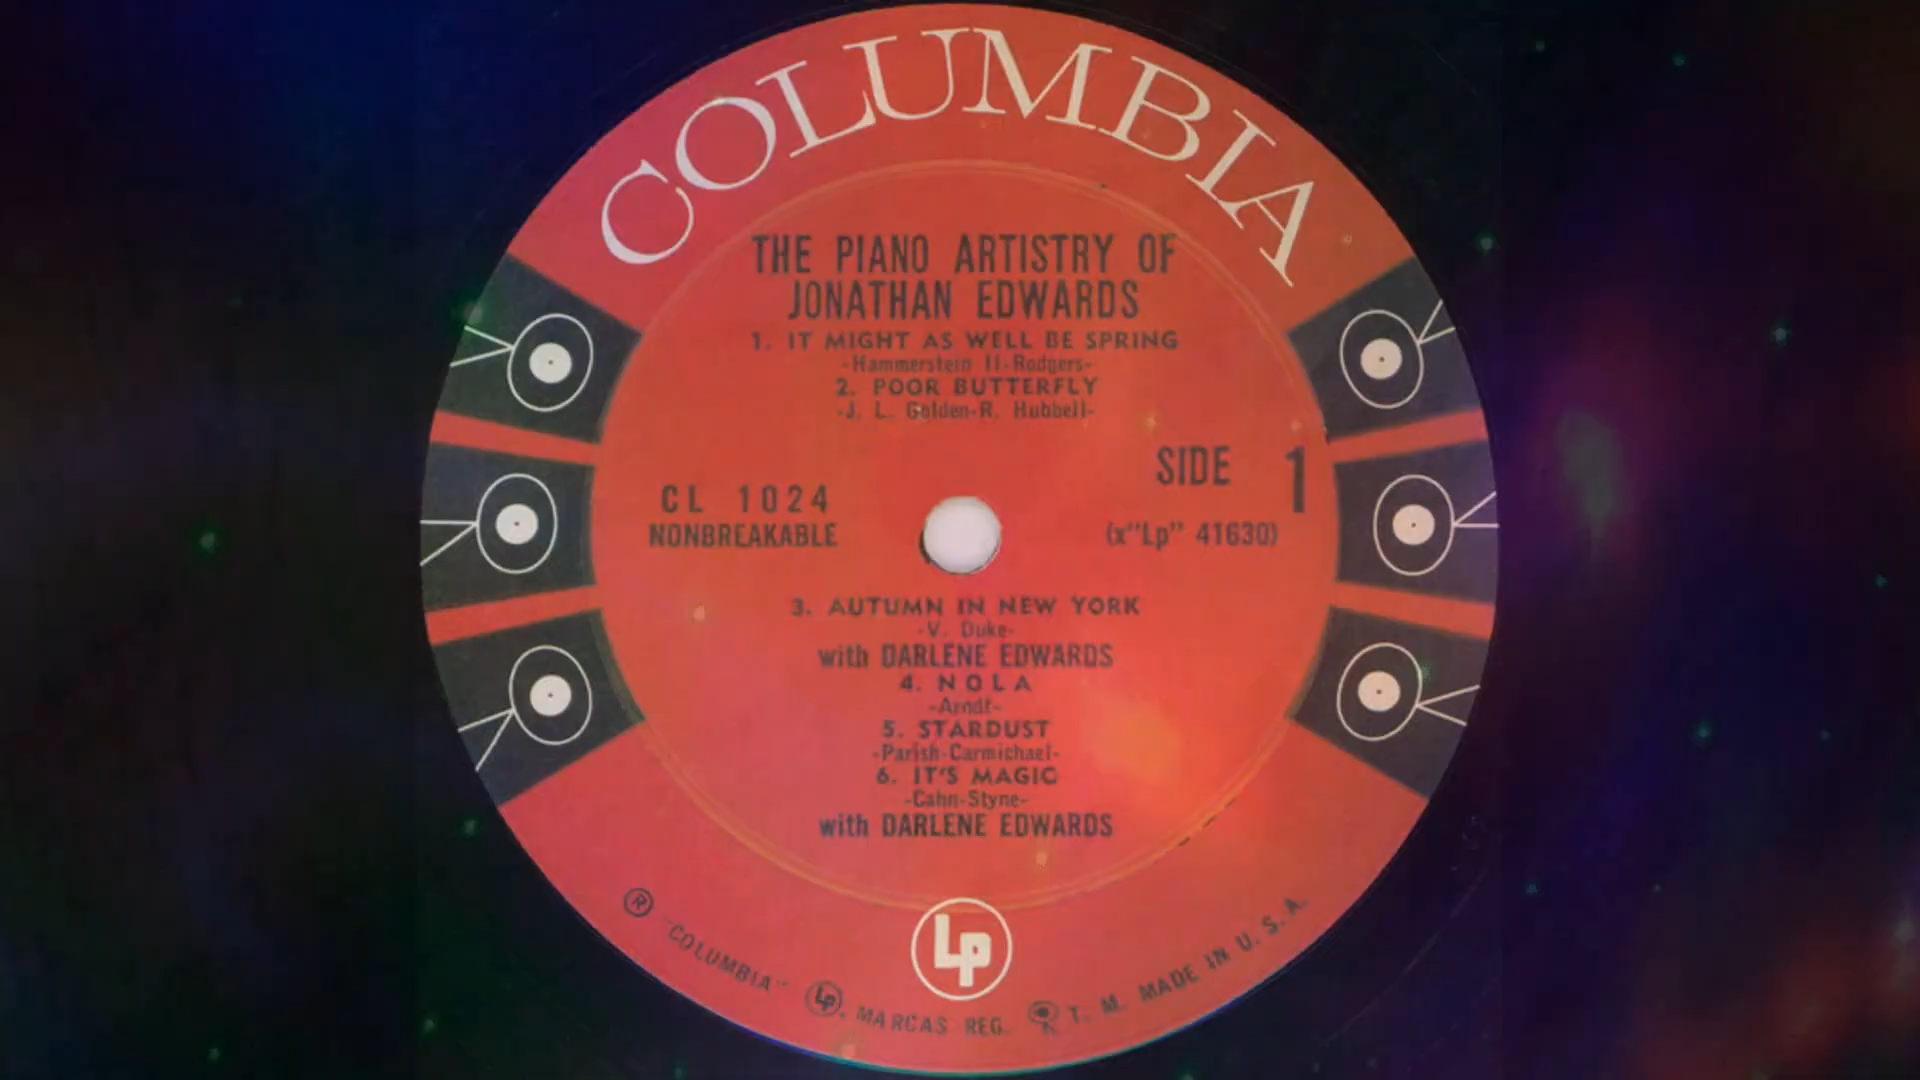 COLUMBIA
THE PIANO ARTISTRY OF
JONATHAN EDWARDS
1. IT MIGHT AS WELL BE SPRING
-Hammerstein II-Rodgers-
2. POOR BUTTERFLY
-J. L. Golden-R. Hubbell-
SIDE 1
CL 1024
NONBREAKABLE
(x"Lp" 41630)
3. AUTUMN IN NEW YORK
-V. Duke-
with DARLENE EDWARDS
4. NOLA
-Arndt-
5. STARDUST
-Parish-Carmichael-
6. IT'S MAGIC
-Cahn-Styne-
with DARLENE EDWARDS
Lp
® "COLUMBIA" Lp, MARCAS REG. T. M. MADE IN U. S. A.